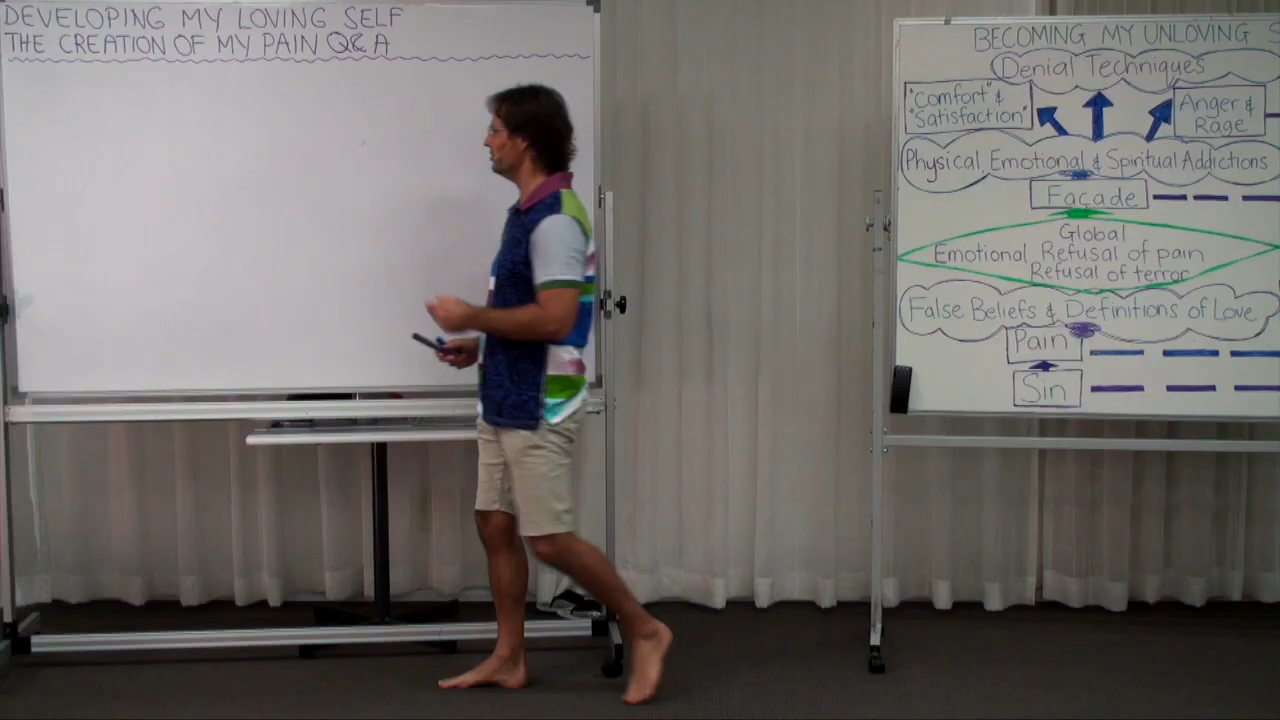 DEVELOPING MY LOVING SELF
THE CREATION OF MY PAIN Q&A
BECOMING MY UNLOVING S
Denial Techniques
"Comfort" &
"Satisfaction"
Anger &
Rage
Physical, Emotional & Spiritual Addictions
Façade
Global
Emotional Refusal of pain
Refusal of terror
False Beliefs & Definitions of Love
Pain
Sin